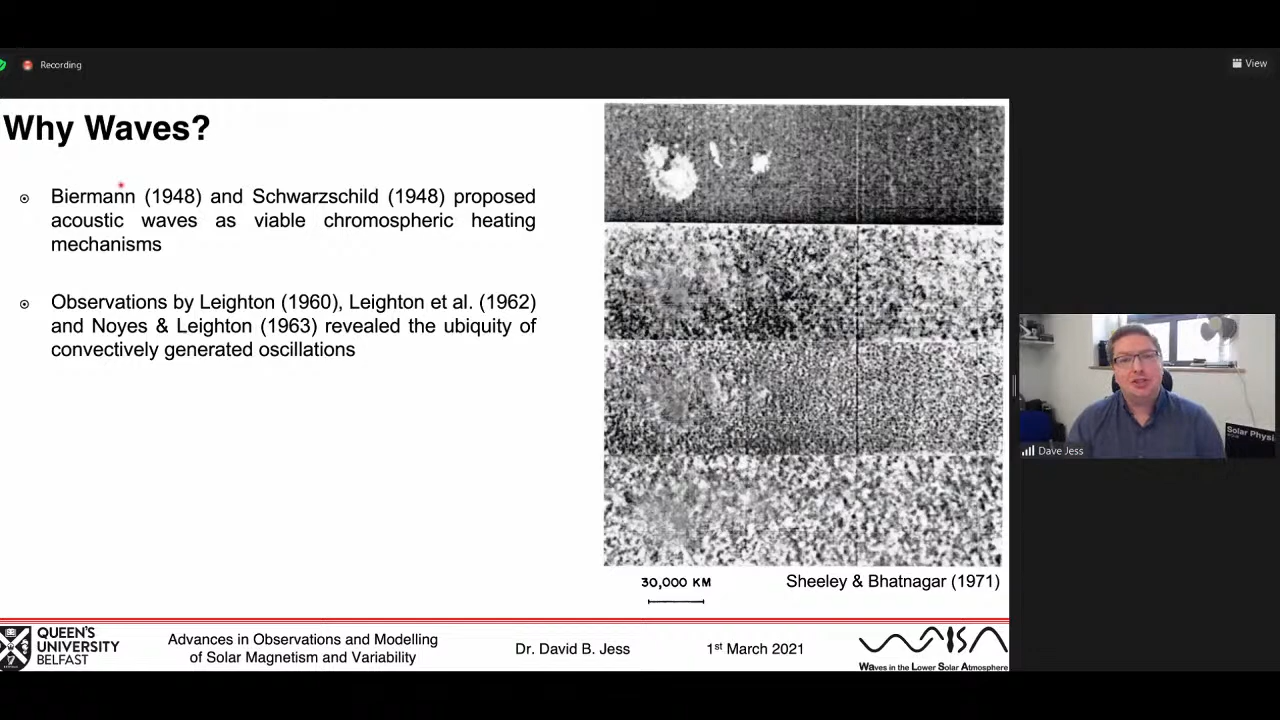 Recording
View
Why Waves?
Biermann (1948) and Schwarzschild (1948) proposed
acoustic waves as viable chromospheric heating
mechanisms
Observations by Leighton (1960), Leighton et al. (1962)
and Noyes & Leighton (1963) revealed the ubiquity of
convectively generated oscillations
30,000 KM
Sheeley & Bhatnagar (1971)
Solar Physi
Dave Jess
QUEEN'S
UNIVERSITY
BELFAST
Advances in Observations and Modelling
of Solar Magnetism and Variability
Dr. David B. Jess
1st March 2021
WaLSA
Waves in the Lower Solar Atmosphere